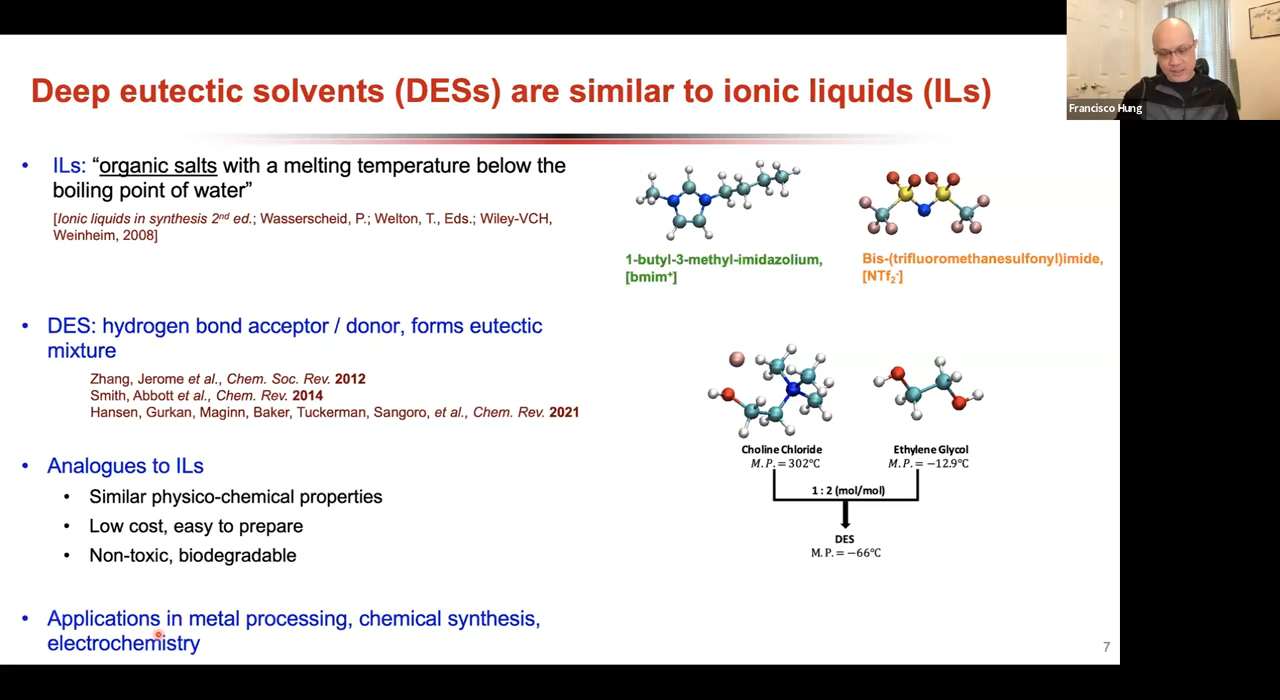 Deep eutectic solvents (DESs) are similar to ionic liquids (ILs)
Francisco Hung
• ILs: “organic salts with a melting temperature below the
boiling point of water”
[Ionic liquids in synthesis 2nd ed.; Wasserscheid, P.; Welton, T., Eds.; Wiley-VCH,
Weinheim, 2008]
1-butyl-3-methyl-imidazolium,
[bmim⁺]
Bis-(trifluoromethanesulfonyl)imide,
[NTf₂⁻]
• DES: hydrogen bond acceptor / donor, forms eutectic
mixture
Zhang, Jerome et al., Chem. Soc. Rev. 2012
Smith, Abbott et al., Chem. Rev. 2014
Hansen, Gurkan, Maginn, Baker, Tuckerman, Sangoro, et al., Chem. Rev. 2021
Choline Chloride
M.P. = 302°C
Ethylene Glycol
M.P. = −12.9°C
1 : 2 (mol/mol)
DES
M.P. = −66°C
• Analogues to ILs
• Similar physico-chemical properties
• Low cost, easy to prepare
• Non-toxic, biodegradable
• Applications in metal processing, chemical synthesis,
electrochemistry
7